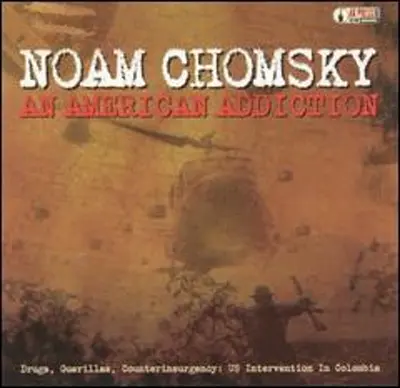 NOAM CHOMSKY
AN AMERICAN ADDICTION
Drugs, Guerillas, Counterinsurgency: US Intervention In Colombia